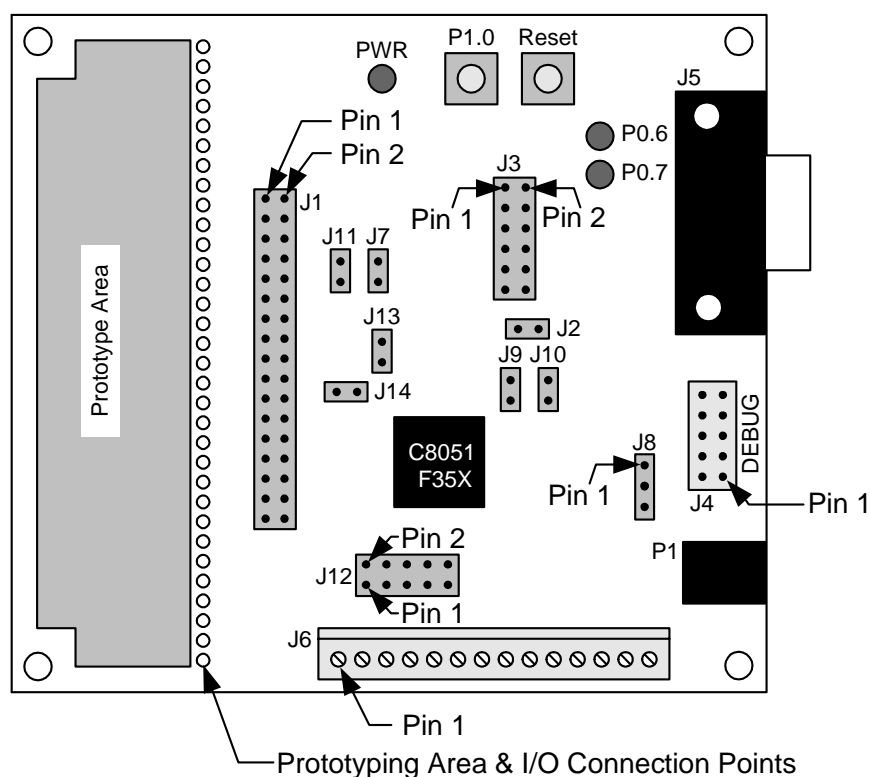 PWR
P1.0
Reset
J5
Pin 1
Pin 2
P0.6
P0.7
J3
Pin 1
Pin 2
J1
J11
J7
Prototype Area
J13
J2
J9
J10
J14
C8051
F35X
J8
Pin 1
DEBUG
J4
Pin 1
Pin 2
J12
Pin 1
P1
J6
Pin 1
Prototyping Area & I/O Connection Points